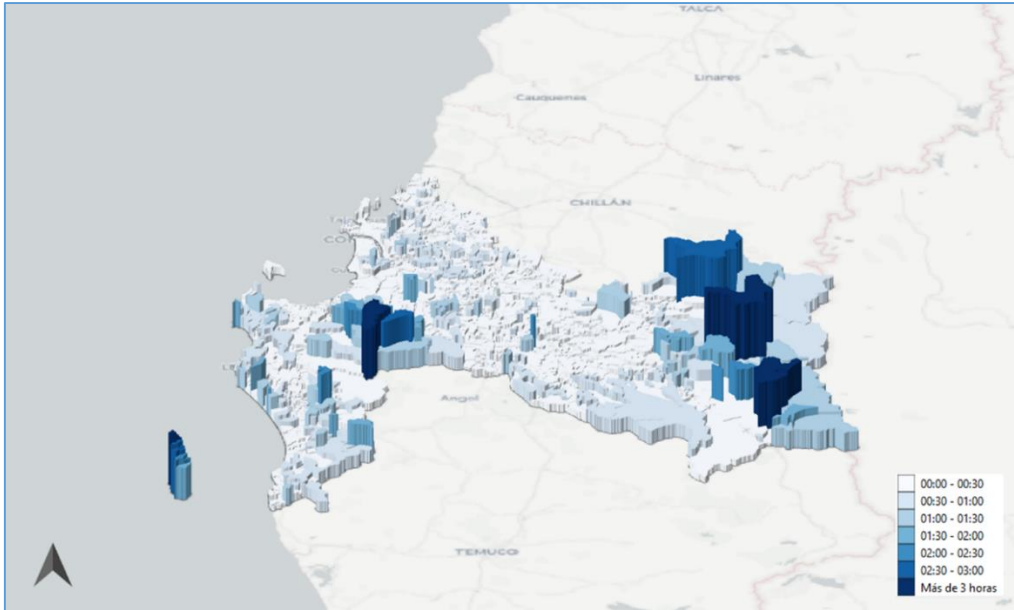 TALCA
Linares
Cauquenes
CHILLÁN
Angol
TEMUCO
00:00 - 00:30
00:30 - 01:00
01:00 - 01:30
01:30 - 02:00
02:00 - 02:30
02:30 - 03:00
Más de 3 horas